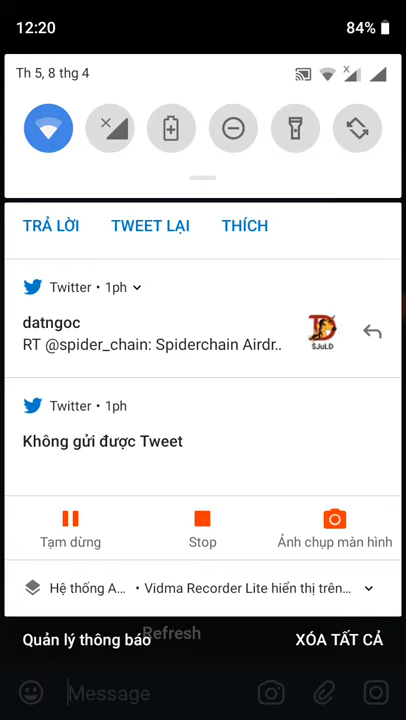 12:20
84%
Th 5, 8 thg 4
TRẢ LỜI
TWEET LẠI
THÍCH
Twitter • 1ph
datngoc
RT @spider_chain: Spiderchain Airdr..
$JuLD
Twitter • 1ph
Không gửi được Tweet
Tạm dừng
Stop
Ảnh chụp màn hình
Hệ thống A... • Vidma Recorder Lite hiển thị trên...
Refresh
Quản lý thông báo
XÓA TẤT CẢ
Message